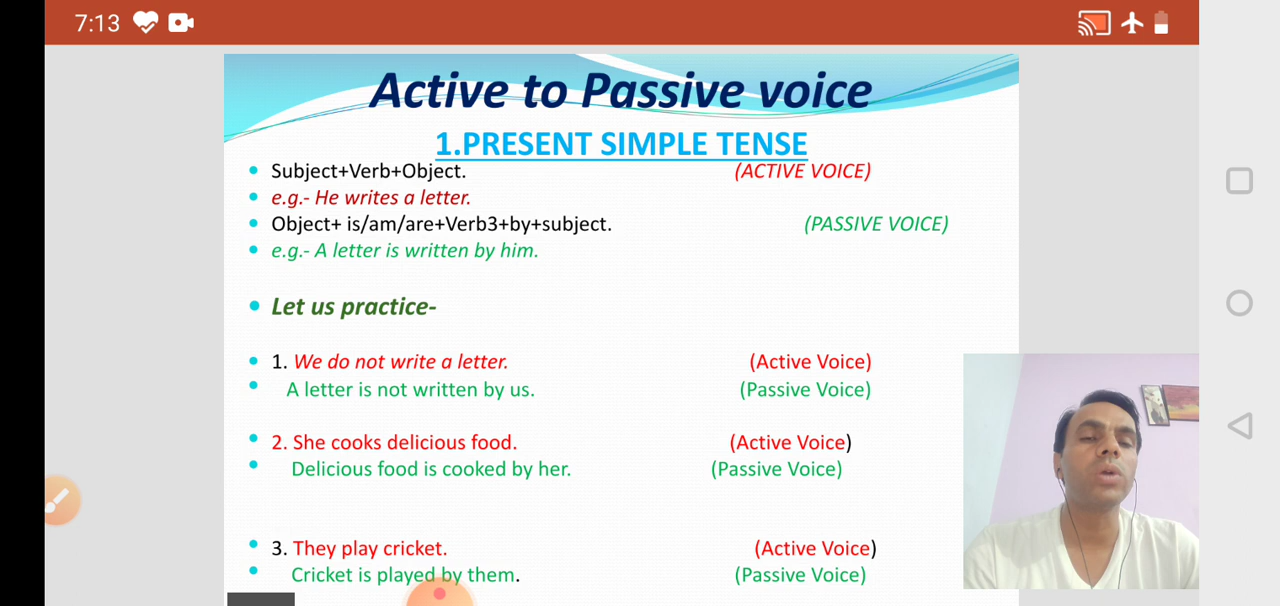 7:13
Active to Passive voice
1.PRESENT SIMPLE TENSE
Subject+Verb+Object. (ACTIVE VOICE)
e.g.- He writes a letter.
Object+ is/am/are+Verb3+by+subject. (PASSIVE VOICE)
e.g.- A letter is written by him.
Let us practice-
1. We do not write a letter. (Active Voice)
A letter is not written by us. (Passive Voice)
2. She cooks delicious food. (Active Voice)
Delicious food is cooked by her. (Passive Voice)
3. They play cricket. (Active Voice)
Cricket is played by them. (Passive Voice)